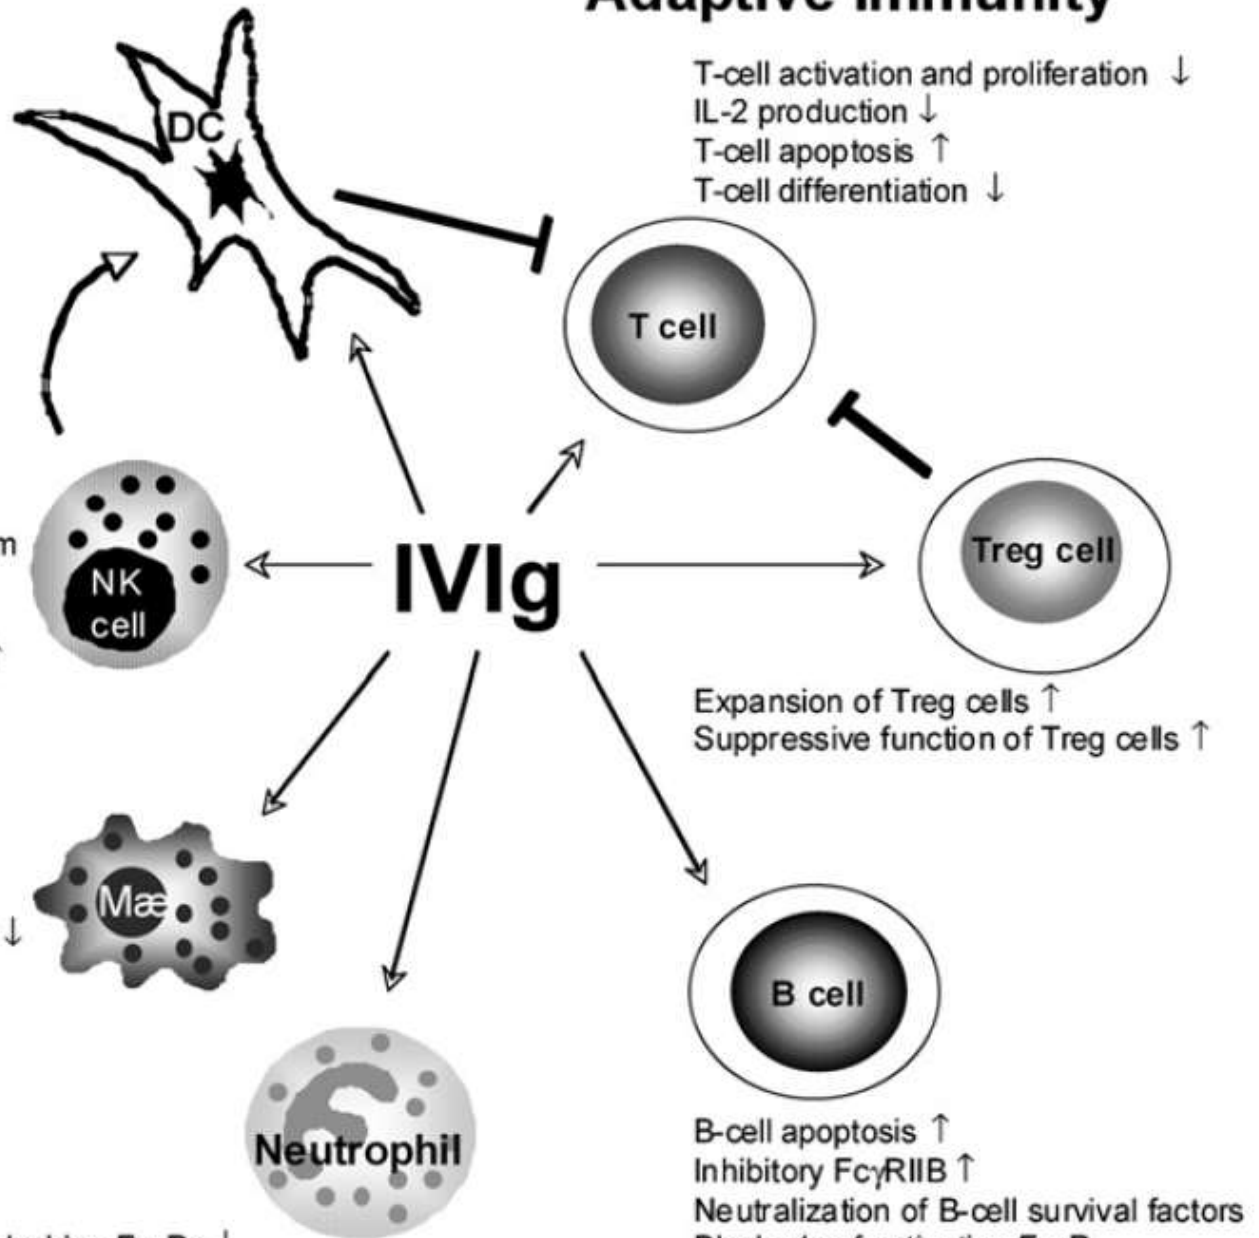 Adaptive Immunity
T-cell activation and proliferation ↓
IL-2 production ↓
T-cell apoptosis ↑
T-cell differentiation ↓
DC
T cell
Treg cell
NK
cell
IVIg
Expansion of Treg cells ↑
Suppressive function of Treg cells ↑
Mæ
↓
B cell
Neutrophil
B-cell apoptosis ↑
Inhibitory FcγRIIB ↑
Neutralization of B-cell survival factors